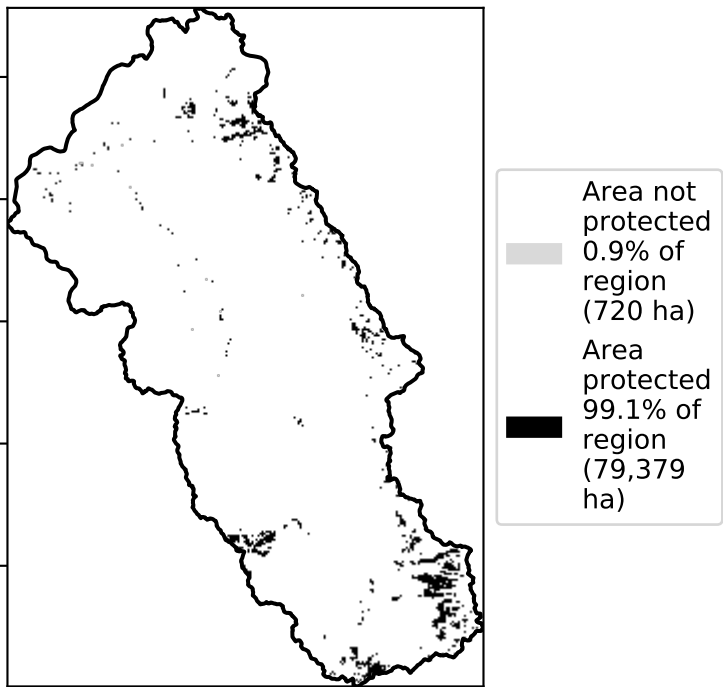 Area not
protected
0.9% of
region
(720 ha)
Area
protected
99.1% of
region
(79,379
ha)